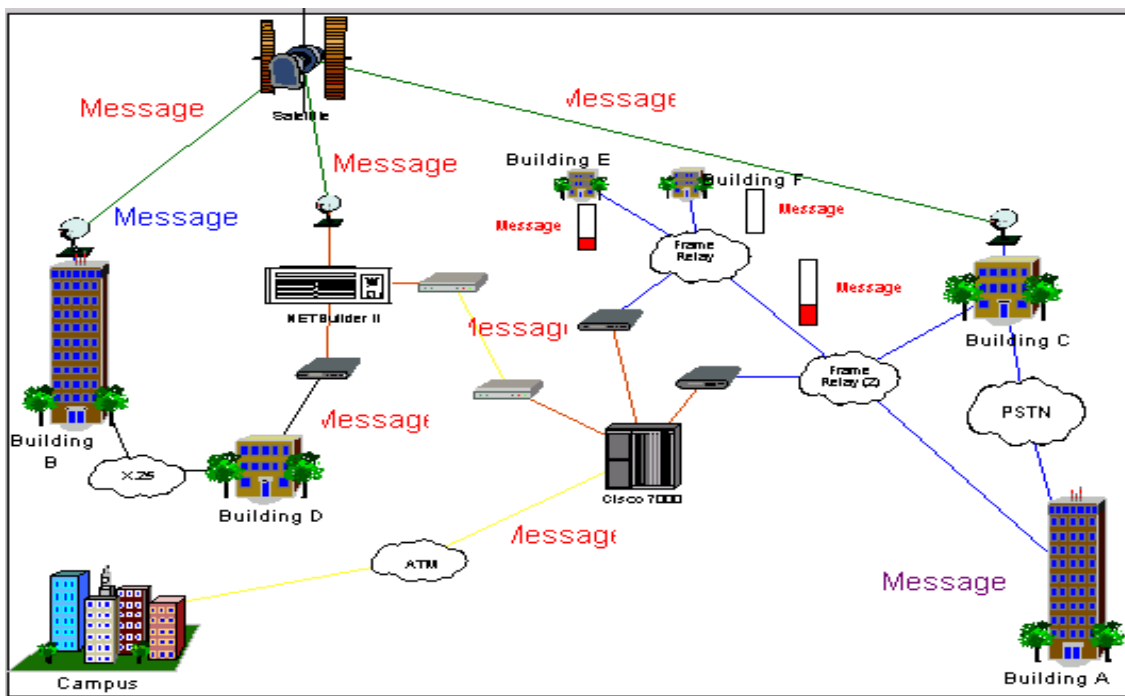 Message
Message
Satellite
Message
Building E
Building F
Message
Message
Message
Frame
Relay
Message
NETBuilder II
Message
Building C
Frame
Relay (2)
PSTN
Message
Building
B
X.25
Building D
Cisco 7000
Message
ATM
Message
Campus
Building A